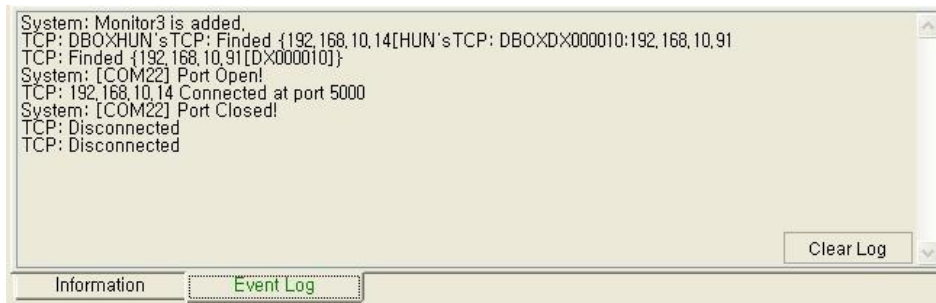 System: Monitor3 is added,
TCP: DBOXHUN'sTCP: Finded {192,168,10,14[HUN'sTCP: DBOXDX000010:192,168,10,91
TCP: Finded {192,168,10,91[DX000010]}
System: [COM22] Port Open!
TCP: 192,168,10,14 Connected at port 5000
System: [COM22] Port Closed!
TCP: Disconnected
TCP: Disconnected
Clear Log
Information
Event Log